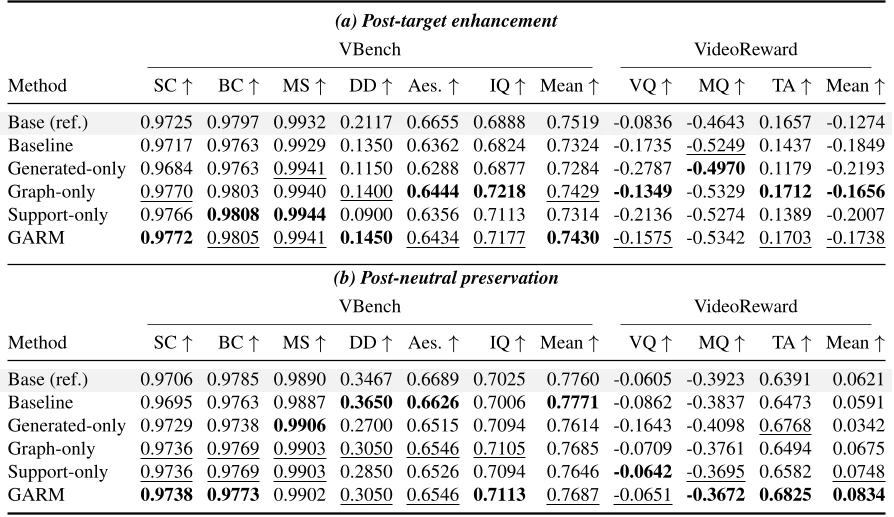 (a) Post-target enhancement
VBench VideoReward
Method SC ↑ BC ↑ MS ↑ DD ↑ Aes. ↑ IQ ↑ Mean ↑ VQ ↑ MQ ↑ TA ↑ Mean ↑
Base (ref.) 0.9725 0.9797 0.9932 0.2117 0.6655 0.6888 0.7519 -0.0836 -0.4643 0.1657 -0.1274
Baseline 0.9717 0.9763 0.9929 0.1350 0.6362 0.6824 0.7324 -0.1735 -0.5249 0.1437 -0.1849
Generated-only 0.9684 0.9763 0.9941 0.1150 0.6288 0.6877 0.7284 -0.2787 -0.4970 0.1179 -0.2193
Graph-only 0.9770 0.9803 0.9940 0.1400 0.6444 0.7218 0.7429 -0.1349 -0.5329 0.1712 -0.1656
Support-only 0.9766 0.9808 0.9944 0.0900 0.6356 0.7113 0.7314 -0.2136 -0.5274 0.1389 -0.2007
GARM 0.9772 0.9805 0.9941 0.1450 0.6434 0.7177 0.7430 -0.1575 -0.5342 0.1703 -0.1738
(b) Post-neutral preservation
VBench VideoReward
Method SC ↑ BC ↑ MS ↑ DD ↑ Aes. ↑ IQ ↑ Mean ↑ VQ ↑ MQ ↑ TA ↑ Mean ↑
Base (ref.) 0.9706 0.9785 0.9890 0.3467 0.6689 0.7025 0.7760 -0.0605 -0.3923 0.6391 0.0621
Baseline 0.9695 0.9763 0.9887 0.3650 0.6626 0.7006 0.7771 -0.0862 -0.3837 0.6473 0.0591
Generated-only 0.9729 0.9738 0.9906 0.2700 0.6515 0.7094 0.7614 -0.1643 -0.4098 0.6768 0.0342
Graph-only 0.9736 0.9769 0.9903 0.3050 0.6546 0.7105 0.7685 -0.0709 -0.3761 0.6494 0.0675
Support-only 0.9736 0.9769 0.9903 0.2850 0.6526 0.7094 0.7646 -0.0642 -0.3695 0.6582 0.0748
GARM 0.9738 0.9773 0.9902 0.3050 0.6546 0.7113 0.7687 -0.0651 -0.3672 0.6825 0.0834